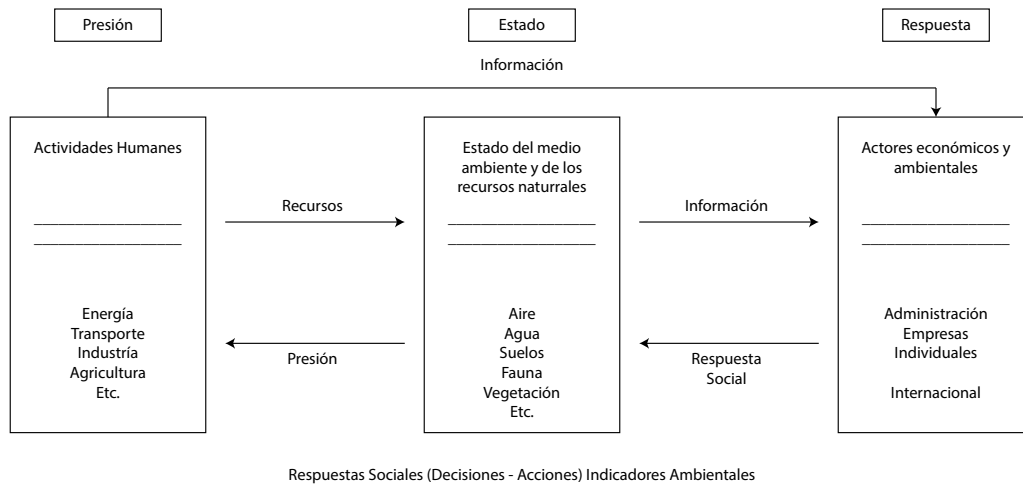 Presión
Estado
Respuesta
Información
Actividades Humanes
Energía
Transporte
Industría
Agricultura
Etc.
Recursos
Presión
Estado del medio
ambiente y de los
recursos naturrales
Aire
Agua
Suelos
Fauna
Vegetación
Etc.
Información
Respuesta
Social
Actores económicos y
ambientales
Administración
Empresas
Individuales
Internacional
Respuestas Sociales (Decisiones - Acciones) Indicadores Ambientales